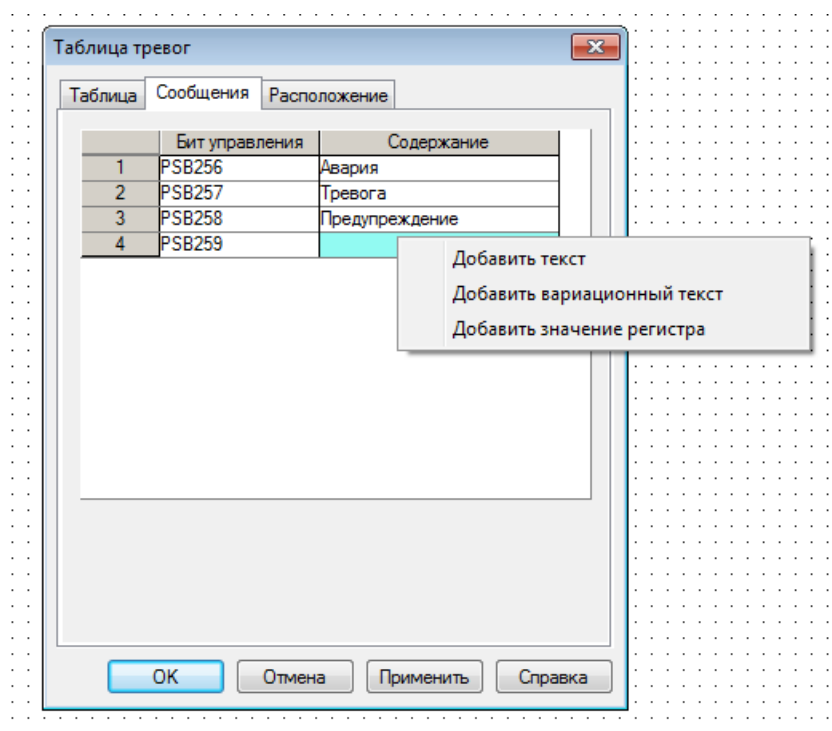 Таблица тревог
Таблица Сообщения Расположение
Бит управления Содержание
1 PSB256 Авария
2 PSB257 Тревога
3 PSB258 Предупреждение
4 PSB259
Добавить текст
Добавить вариационный текст
Добавить значение регистра
OK Отмена Применить Справка